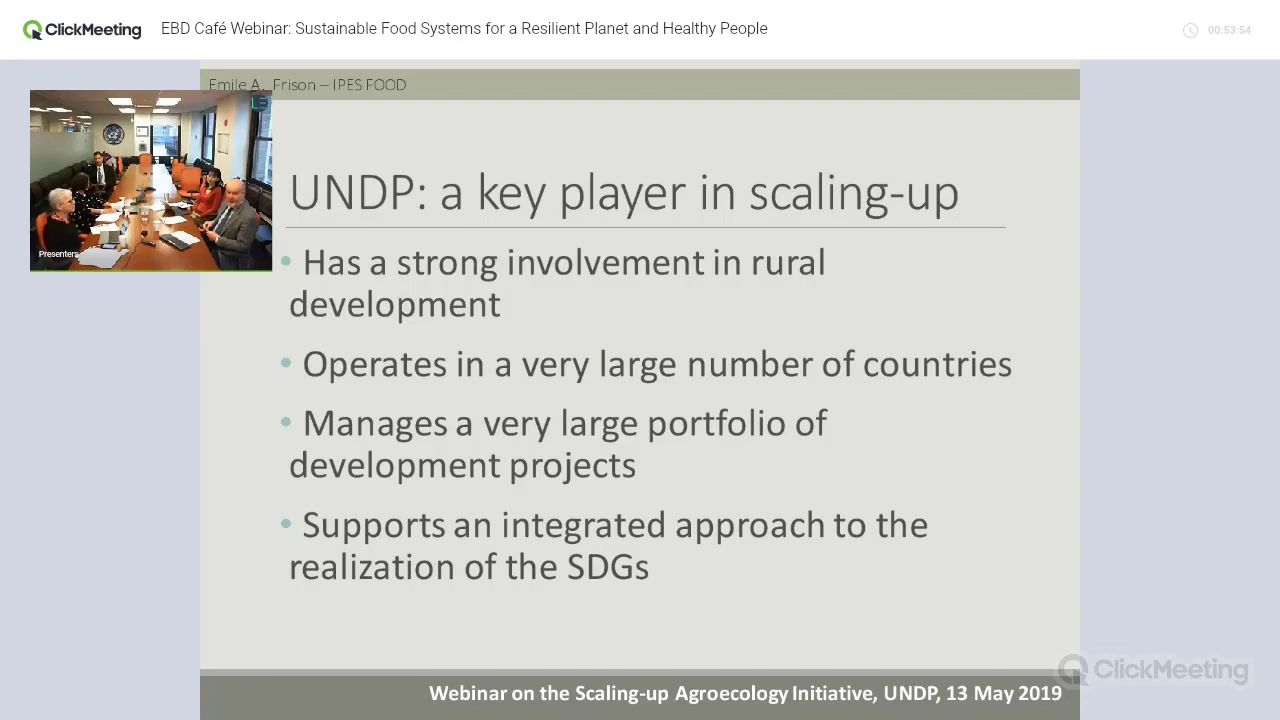 ClickMeeting
EBD Café Webinar: Sustainable Food Systems for a Resilient Planet and Healthy People
00:53:54
Emile A. Frison – IPES FOOD
Presenters
UNDP: a key player in scaling-up
• Has a strong involvement in rural
development
• Operates in a very large number of countries
• Manages a very large portfolio of
development projects
• Supports an integrated approach to the
realization of the SDGs
ClickMeeting
Webinar on the Scaling-up Agroecology Initiative, UNDP, 13 May 2019